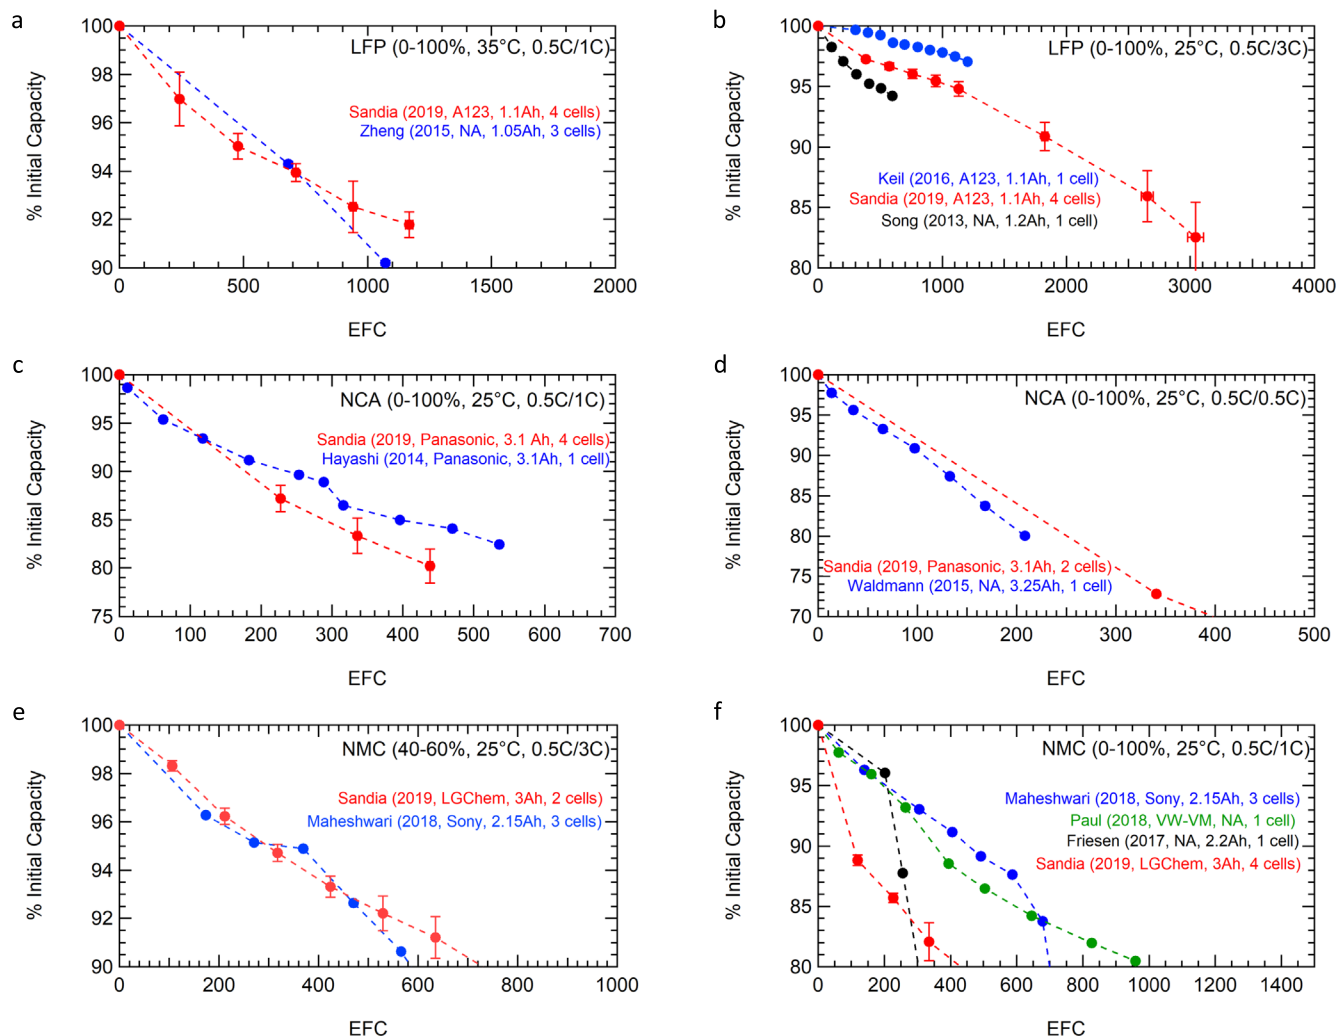 a
LFP (0-100%, 35°C, 0.5C/1C)
Sandia (2019, A123, 1.1Ah, 4 cells)
Zheng (2015, NA, 1.05Ah, 3 cells)
% Initial Capacity
100
98
96
94
92
90
0
500
1000
1500
2000
EFC
b
LFP (0-100%, 25°C, 0.5C/3C)
Keil (2016, A123, 1.1Ah, 1 cell)
Sandia (2019, A123, 1.1Ah, 4 cells)
Song (2013, NA, 1.2Ah, 1 cell)
% Initial Capacity
100
95
90
85
80
0
1000
2000
3000
4000
EFC
c
NCA (0-100%, 25°C, 0.5C/1C)
Sandia (2019, Panasonic, 3.1 Ah, 4 cells)
Hayashi (2014, Panasonic, 3.1Ah, 1 cell)
% Initial Capacity
100
95
90
85
80
75
0
100
200
300
400
500
600
700
EFC
d
NCA (0-100%, 25°C, 0.5C/0.5C)
Sandia (2019, Panasonic, 3.1Ah, 2 cells)
Waldmann (2015, NA, 3.25Ah, 1 cell)
% Initial Capacity
100
95
90
85
80
75
70
0
100
200
300
400
500
EFC
e
NMC (40-60%, 25°C, 0.5C/3C)
Sandia (2019, LGChem, 3Ah, 2 cells)
Maheshwari (2018, Sony, 2.15Ah, 3 cells)
% Initial Capacity
100
98
96
94
92
90
0
200
400
600
800
1000
EFC
f
NMC (0-100%, 25°C, 0.5C/1C)
Maheshwari (2018, Sony, 2.15Ah, 3 cells)
Paul (2018, VW-VM, NA, 1 cell)
Friesen (2017, NA, 2.2Ah, 1 cell)
Sandia (2019, LGChem, 3Ah, 4 cells)
% Initial Capacity
100
95
90
85
80
0
200
400
600
800
1000
1200
1400
EFC